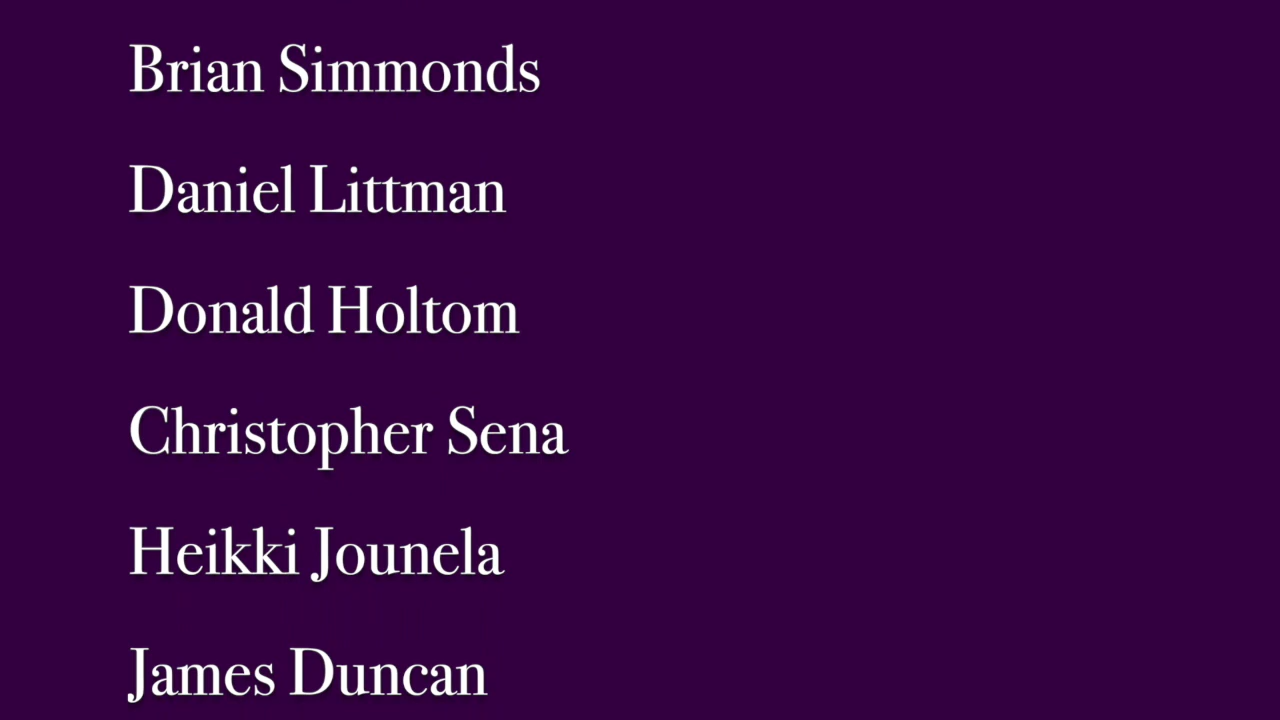 Brian Simmonds
Daniel Littman
Donald Holtom
Christopher Sena
Heikki Jounela
James Duncan